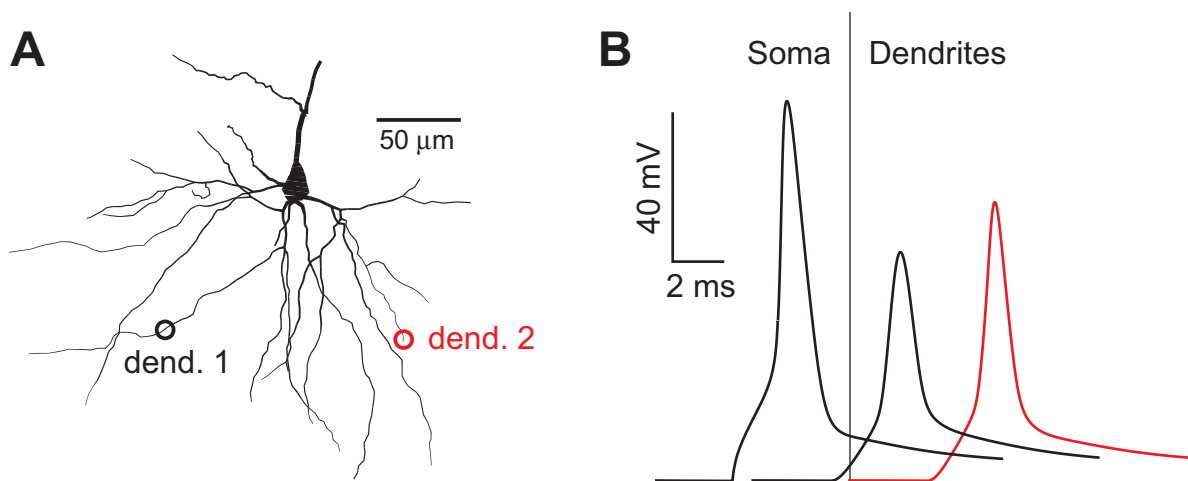 A
50 μm
dend. 1
dend. 2
B
Soma
Dendrites
40 mV
2 ms